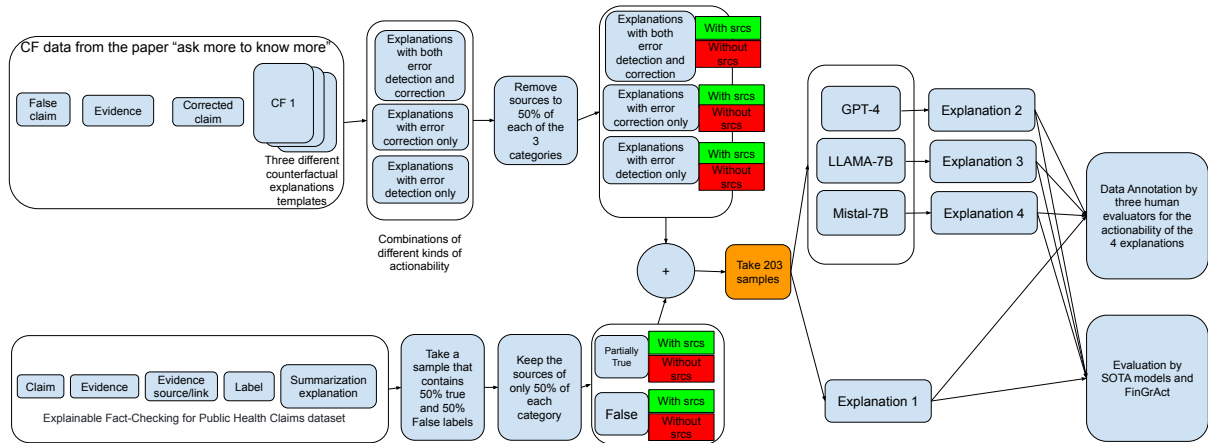 CF data from the paper “ask more to know more”
False
claim
Evidence
Corrected
claim
CF 1
Three different
counterfactual
explanations
templates
Explanations
with both
error
detection and
correction
Explanations
with error
correction only
Explanations
with error
detection only
Combinations of
different kinds of
actionability
Remove
sources to
50% of
each of the
3
categories
Explanations
with both
error
detection and
correction
With srcs
Without
srcs
Explanations
with error
correction only
With srcs
Without
srcs
Explanations
with error
detection only
With srcs
Without
srcs
+
Take 203
samples
GPT-4
LLAMA-7B
Mistal-7B
Explanation 2
Explanation 3
Explanation 4
Explanation 1
Data Annotation by
three human
evaluators for the
actionability of the
4 explanations
Evaluation by
SOTA models and
FinGrAct
Claim
Evidence
Evidence
source/link
Label
Summarization
explanation
Explainable Fact-Checking for Public Health Claims dataset
Take a
sample that
contains
50% true
and 50%
False labels
Keep the
sources of
only 50% of
each
category
Partially
True
With srcs
Without
srcs
False
With srcs
Without
srcs